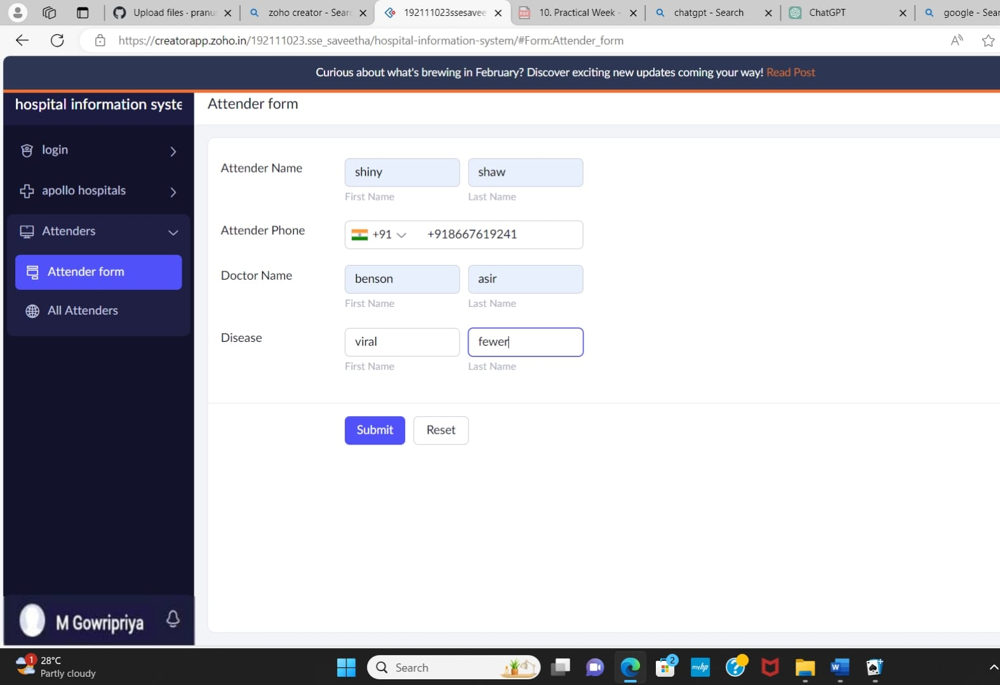 Upload files - pranu
zoho creator - Searc
192111023ssesavee
10. Practical Week -
chatgpt - Search
ChatGPT
google - Sear
https://creatorapp.zoho.in/192111023.sse_saveetha/hospital-information-system/#Form:Attender_form
Curious about what's brewing in February? Discover exciting new updates coming your way! Read Post
hospital information syste
Attender form
login
apollo hospitals
Attenders
Attender form
All Attenders
Attender Name
shiny
shaw
First Name
Last Name
Attender Phone
+91
+918667619241
Doctor Name
benson
asir
First Name
Last Name
Disease
viral
fewer
First Name
Last Name
Submit
Reset
M Gowripriya
1
28°C
Partly cloudy
Search
2
myhp
W